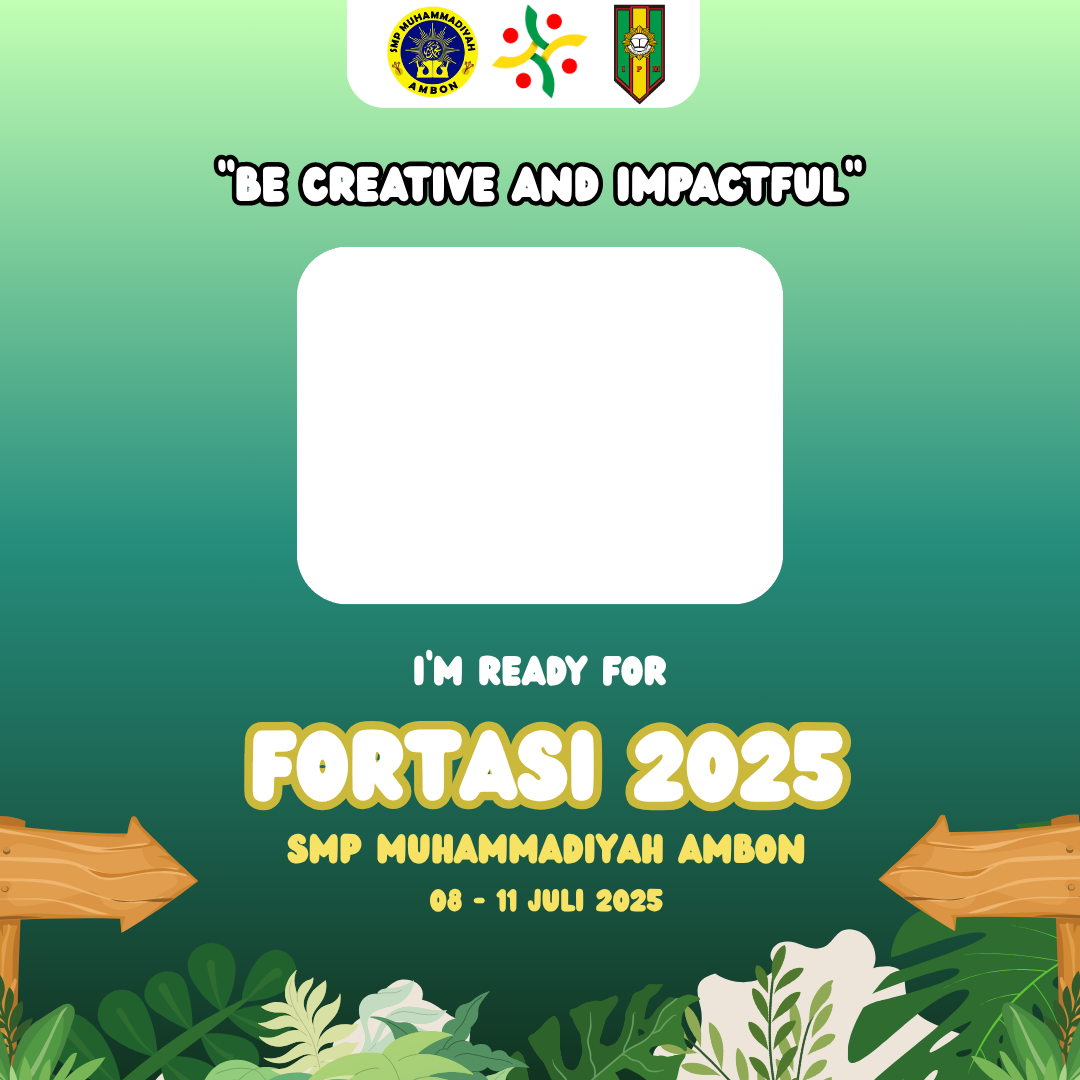 SMP MUHAMMADIYAH
AMBON
I P M
"BE CREATIVE AND IMPACTFUL"
I'M READY FOR
FORTASI 2025
SMP MUHAMMADIYAH AMBON
08 - 11 JULI 2025